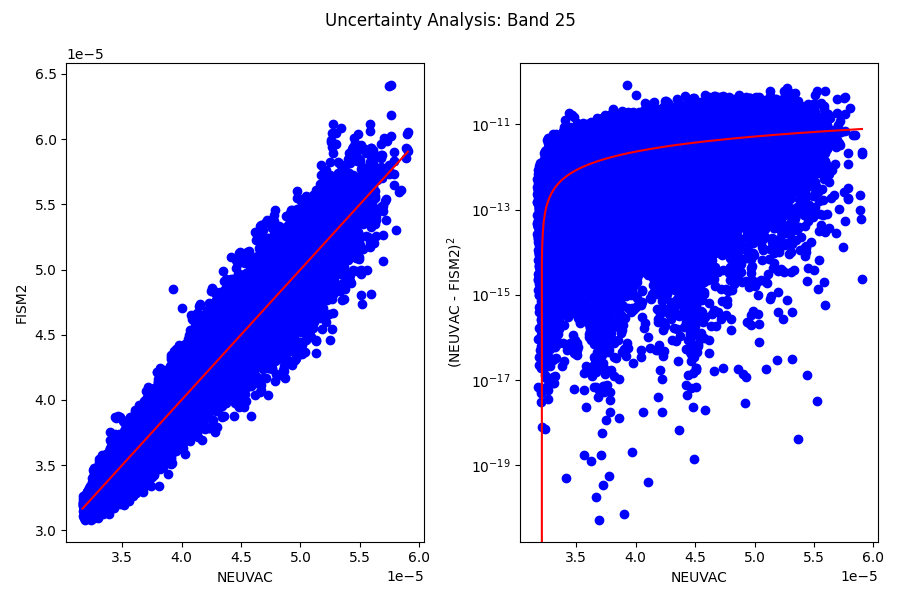 Uncertainty Analysis: Band 25
1e−5
6.5
6.0
5.5
5.0
4.5
4.0
3.5
3.0
FISM2
3.5 4.0 4.5 5.0 5.5 6.0
1e−5
NEUVAC
10⁻¹¹
10⁻¹³
10⁻¹⁵
10⁻¹⁷
10⁻¹⁹
(NEUVAC - FISM2)²
3.5 4.0 4.5 5.0 5.5 6.0
1e−5
NEUVAC